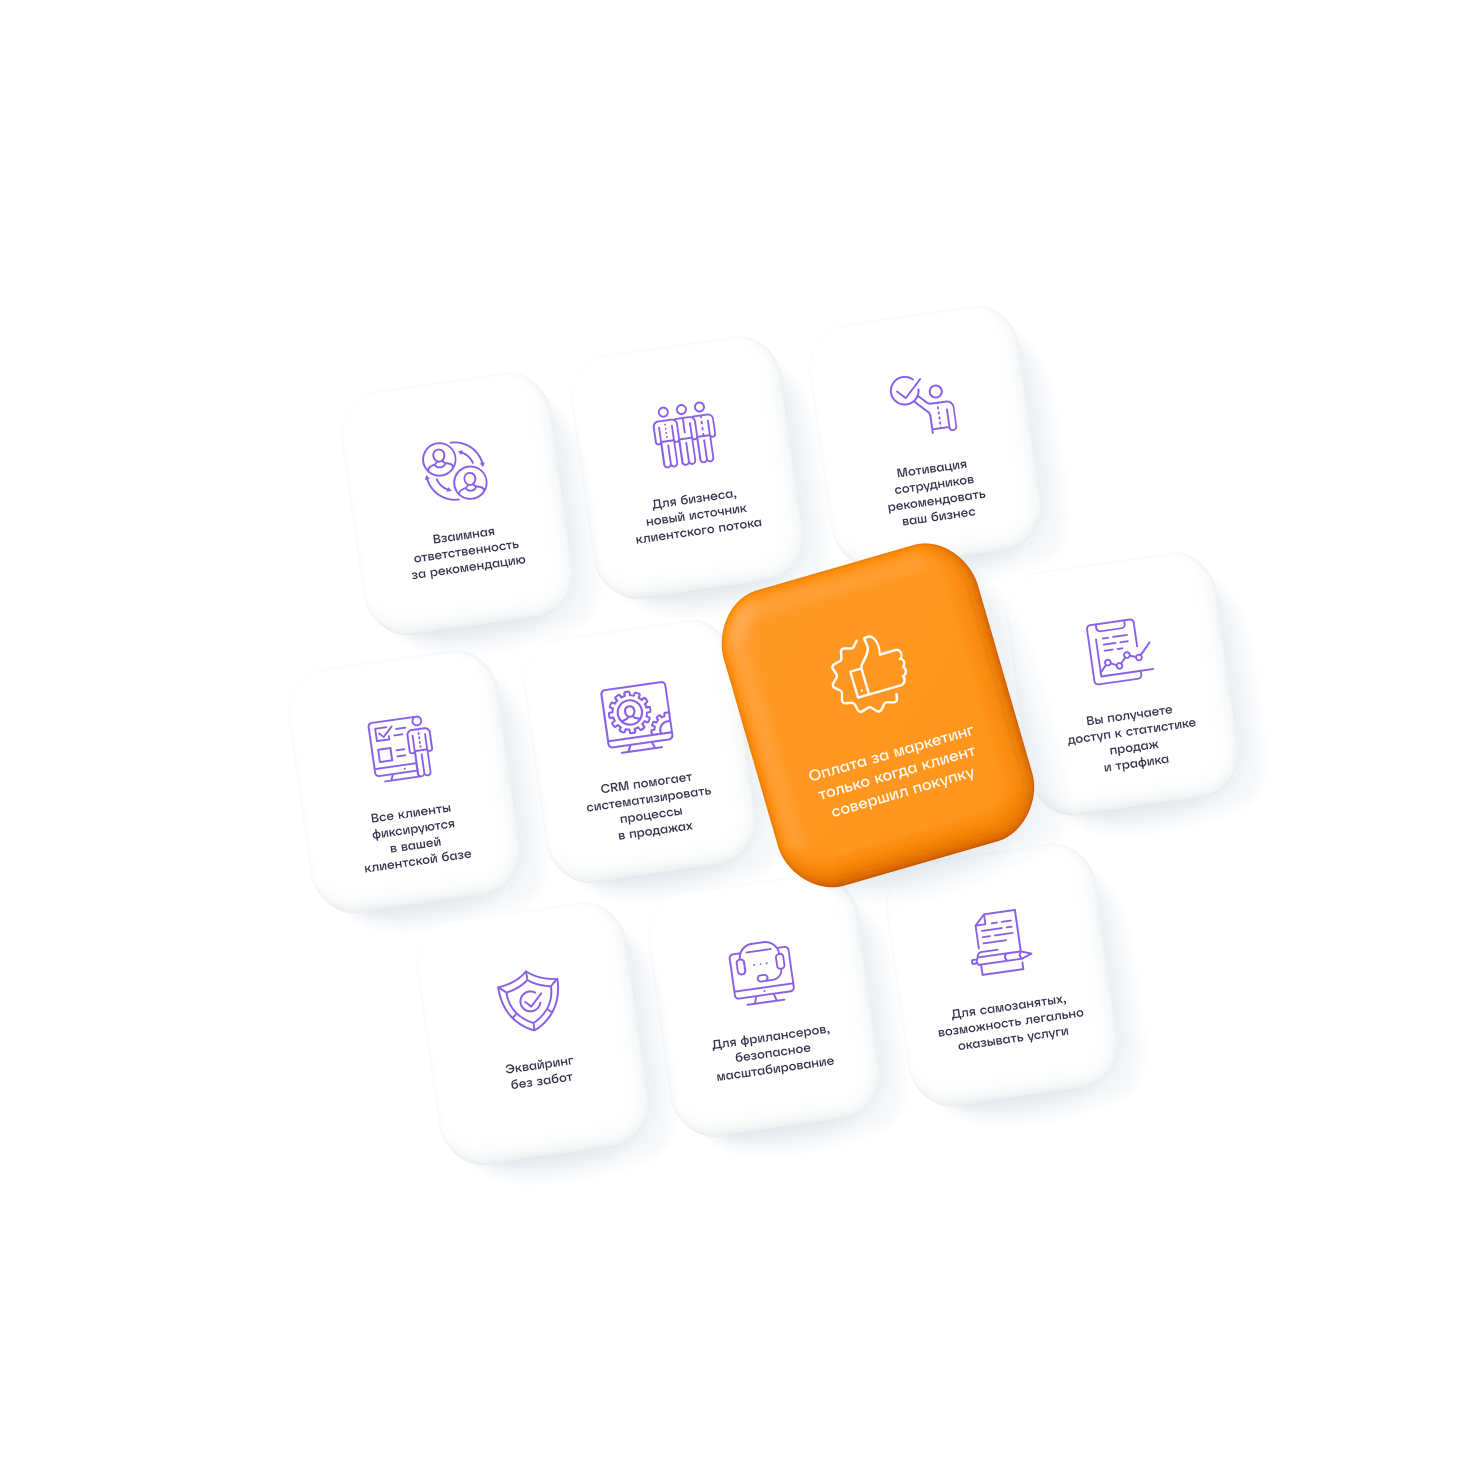 Взаимная
ответственность
за рекомендацию
Для бизнеса,
новый источник
клиентского потока
Мотивация
сотрудников
рекомендовать
ваш бизнес
Все клиенты
фиксируются
в вашей
клиентской базе
CRM помогает
систематизировать
процессы
в продажах
Оплата за маркетинг
только когда клиент
совершил покупку
Вы получаете
доступ к статистике
продаж
и трафика
Эквайринг
без забот
Для фрилансеров,
безопасное
масштабирование
Для самозанятых,
возможность легально
оказывать услуги